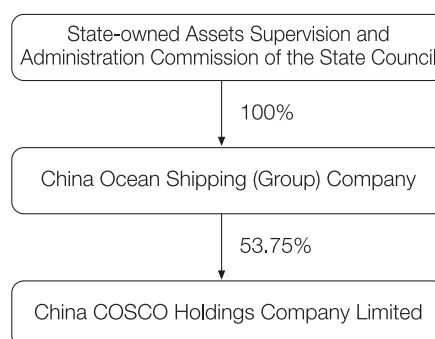 State-owned Assets Supervision and
Administration Commission of the State Council
100%
China Ocean Shipping (Group) Company
53.75%
China COSCO Holdings Company Limited